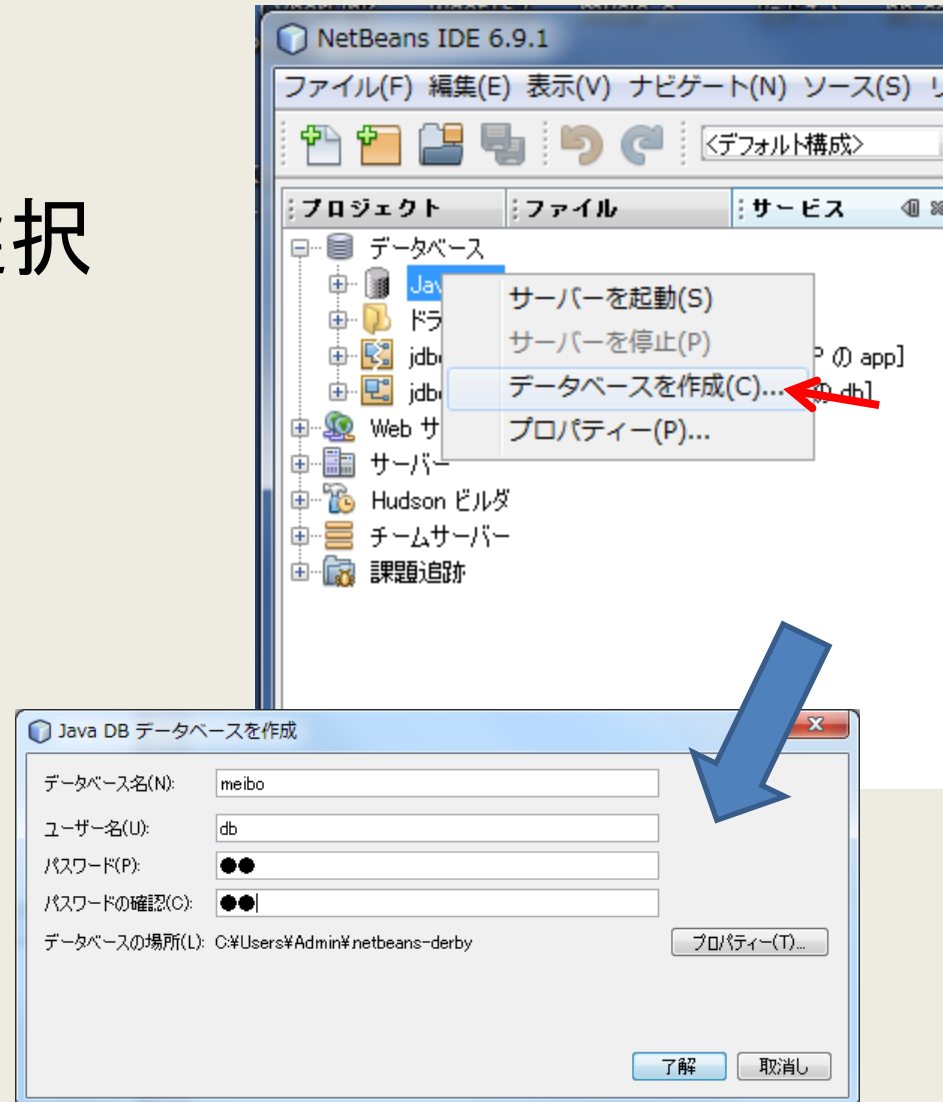 択
NetBeans IDE 6.9.1
ファイル(F) 編集(E) 表示(V) ナビゲート(N) ソース(S) リ
<デフォルト構成>
プロジェクト ファイル サービス
データベース
Jav
サーバーを起動(S)
ドラ
サーバーを停止(P)
jdb
P の app]
データベースを作成(C)...
jdb
の db]
Web サ
プロパティー(P)...
サーバー
Hudson ビルダ
チームサーバー
課題追跡
Java DB データベースを作成
データベース名(N): meibo
ユーザー名(U): db
パスワード(P): ●●
パスワードの確認(C): ●●
データベースの場所(L): C:¥Users¥Admin¥.netbeans-derby プロパティー(T)...
了解 取消し